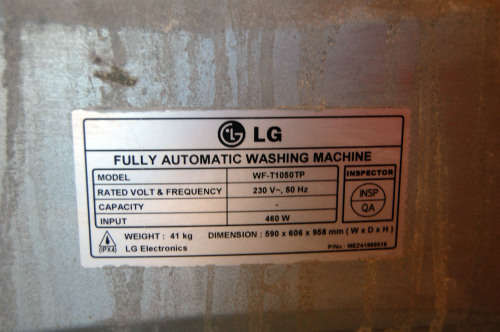 LG
FULLY AUTOMATIC WASHING MACHINE
MODEL WF-T1050TP INSPECTOR
RATED VOLT & FREQUENCY 230 V~, 50 Hz INSP
CAPACITY - QA
INPUT 460 W
WEIGHT : 41 kg DIMENSION : 590 x 606 x 958 mm ( W x D x H )
IPX4 LG Electronics P/No :